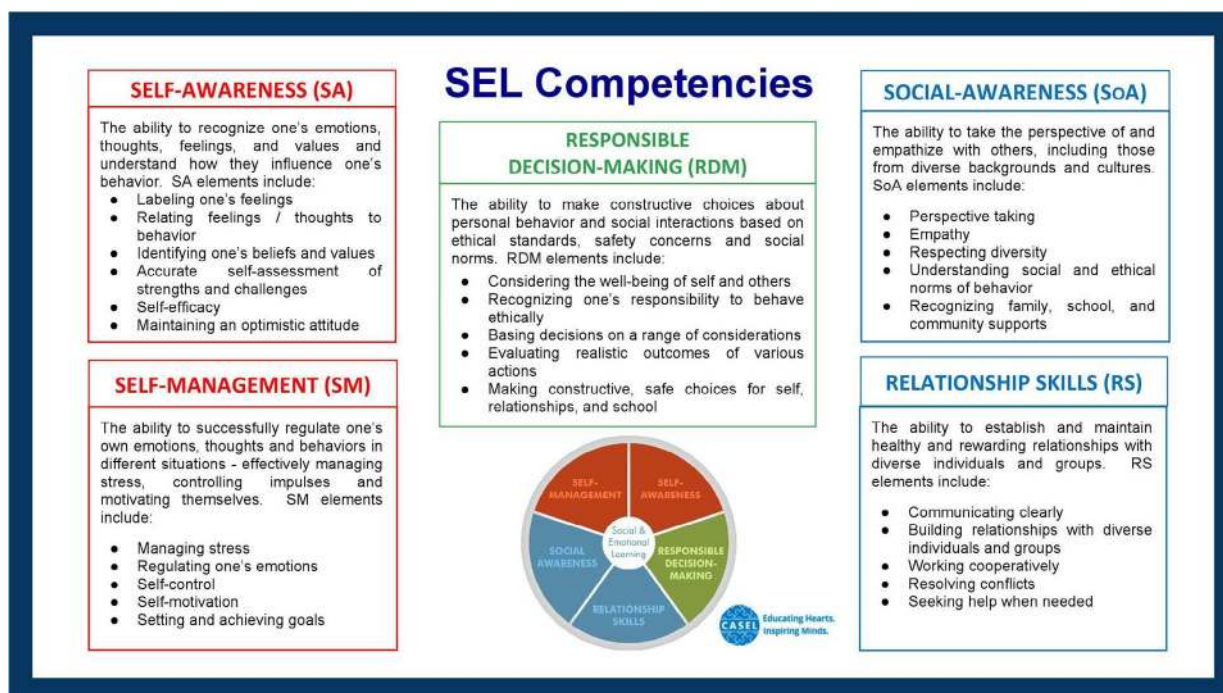 SEL Competencies
SELF-AWARENESS (SA)
The ability to recognize one's emotions,
thoughts, feelings, and values and
understand how they influence one's
behavior. SA elements include:
● Labeling one's feelings
● Relating feelings / thoughts to
behavior
● Identifying one's beliefs and values
● Accurate self-assessment of
strengths and challenges
● Self-efficacy
● Maintaining an optimistic attitude
SELF-MANAGEMENT (SM)
The ability to successfully regulate one's
own emotions, thoughts and behaviors in
different situations - effectively managing
stress, controlling impulses and
motivating themselves. SM elements
include:
● Managing stress
● Regulating one's emotions
● Self-control
● Self-motivation
● Setting and achieving goals
RESPONSIBLE
DECISION-MAKING (RDM)
The ability to make constructive choices about
personal behavior and social interactions based on
ethical standards, safety concerns and social
norms. RDM elements include:
● Considering the well-being of self and others
● Recognizing one's responsibility to behave
ethically
● Basing decisions on a range of considerations
● Evaluating realistic outcomes of various
actions
● Making constructive, safe choices for self,
relationships, and school
SELF-
MANAGEMENT
SELF-
AWARENESS
SOCIAL
AWARENESS
Social &
Emotional
Learning
RESPONSIBLE
DECISION-
MAKING
RELATIONSHIP
SKILLS
CASEL
Educating Hearts.
Inspiring Minds.
SOCIAL-AWARENESS (SOA)
The ability to take the perspective of and
empathize with others, including those
from diverse backgrounds and cultures.
SoA elements include:
● Perspective taking
● Empathy
● Respecting diversity
● Understanding social and ethical
norms of behavior
● Recognizing family, school, and
community supports
RELATIONSHIP SKILLS (RS)
The ability to establish and maintain
healthy and rewarding relationships with
diverse individuals and groups. RS
elements include:
● Communicating clearly
● Building relationships with diverse
individuals and groups
● Working cooperatively
● Resolving conflicts
● Seeking help when needed